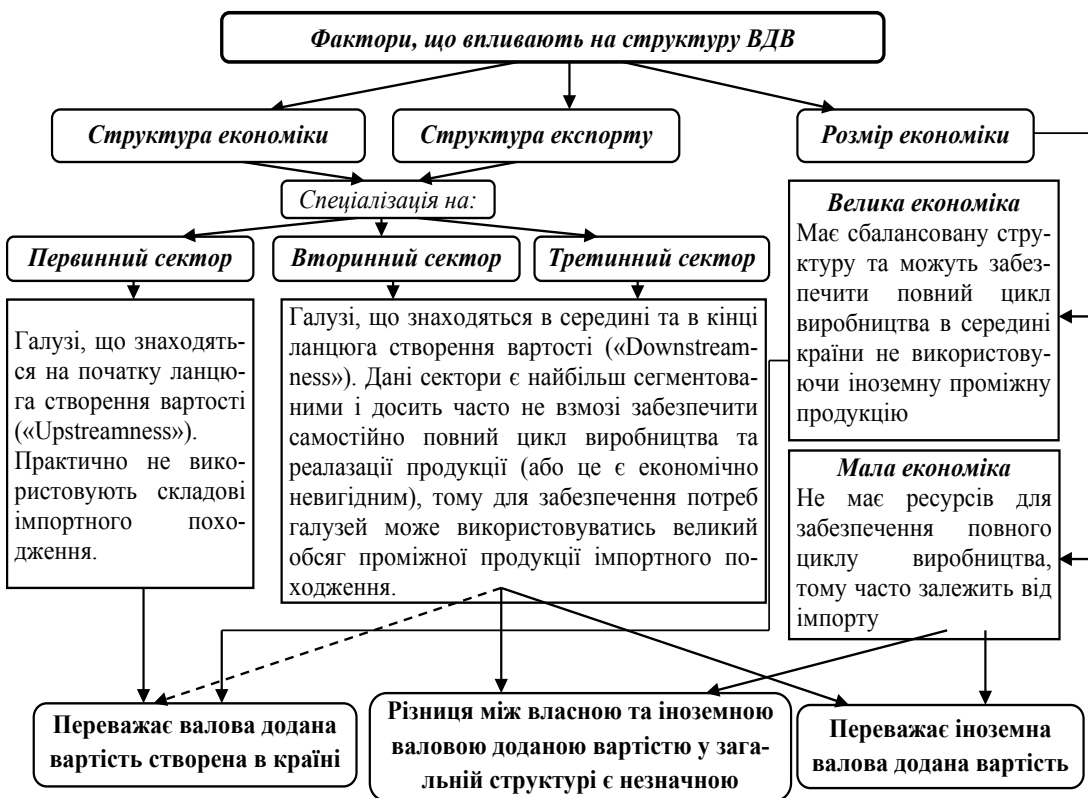 Фактори, що впливають на структуру ВДВ
Структура економіки
Структура експорту
Розмір економіки
Спеціалізація на:
Первинний сектор
Вторинний сектор
Третинний сектор
Галузі, що знаходять-
ся на початку ланцю-
га створення вартості
(«Upstreamness»).
Практично не вико-
ристовують складові
імпортного похо-
дження.
Галузі, що знаходяться в середині та в кінці
ланцюга створення вартості («Downstream-
ness»). Дані сектори є найбільш сегментова-
ними і досить часто не взмозі забезпечити
самостійно повний цикл виробництва та
реалазації продукції (або це є економічно
невигідним), тому для забезпечення потреб
галузей може використовуватись великий
обсяг проміжної продукції імпортного по-
ходження.
Велика економіка
Має сбалансовану стру-
ктуру та можуть забез-
печити повний цикл
виробництва в середині
країни не використову-
ючи іноземну проміжну
продукцію
Мала економіка
Не має ресурсів для
забезпечення повного
циклу виробництва,
тому часто залежить від
імпорту
Переважає валова додана
вартість створена в країні
Різниця між власною та іноземною
валовою доданою вартістю у зага-
льній структурі є незначною
Переважає іноземна
валова додана вартість